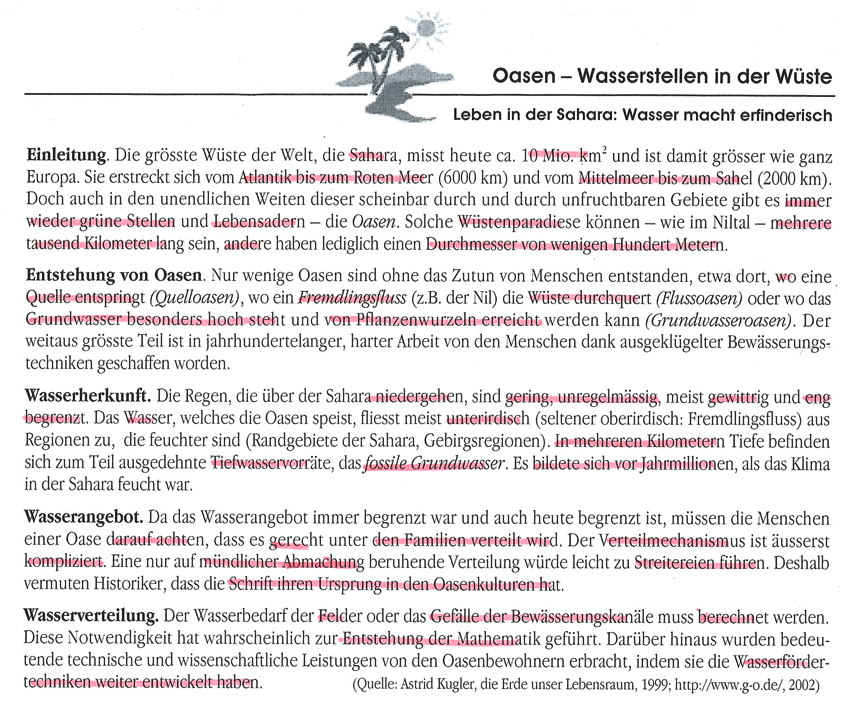 Oasen – Wasserstellen in der Wüste
Leben in der Sahara: Wasser macht erfinderisch
Einleitung. Die grösste Wüste der Welt, die Sahara, misst heute ca. 10 Mio. km² und ist damit grösser wie ganz
Europa. Sie erstreckt sich vom Atlantik bis zum Roten Meer (6000 km) und vom Mittelmeer bis zum Sahel (2000 km).
Doch auch in den unendlichen Weiten dieser scheinbar durch und durch unfruchtbaren Gebiete gibt es immer
wieder grüne Stellen und Lebensadern – die Oasen. Solche Wüstenparadiese können – wie im Niltal – mehrere
tausend Kilometer lang sein, andere haben lediglich einen Durchmesser von wenigen Hundert Metern.
Entstehung von Oasen. Nur wenige Oasen sind ohne das Zutun von Menschen entstanden, etwa dort, wo eine
Quelle entspringt (Quelloasen), wo ein Fremdlingsfluss (z.B. der Nil) die Wüste durchquert (Flussoasen) oder wo das
Grundwasser besonders hoch steht und von Pflanzenwurzeln erreicht werden kann (Grundwasseroasen). Der
weitaus grösste Teil ist in jahrhundertelanger, harter Arbeit von den Menschen dank ausgeklügelter Bewässerungs-
techniken geschaffen worden.
Wasserherkunft. Die Regen, die über der Sahara niedergehen, sind gering, unregelmässig, meist gewittrig und eng
begrenzt. Das Wasser, welches die Oasen speist, fliesst meist unterirdisch (seltener oberirdisch: Fremdlingsfluss) aus
Regionen zu, die feuchter sind (Randgebiete der Sahara, Gebirgsregionen). In mehreren Kilometern Tiefe befinden
sich zum Teil ausgedehnte Tiefwasservorräte, das fossile Grundwasser. Es bildete sich vor Jahrmillionen, als das Klima
in der Sahara feucht war.
Wasserangebot. Da das Wasserangebot immer begrenzt war und auch heute begrenzt ist, müssen die Menschen
einer Oase darauf achten, dass es gerecht unter den Familien verteilt wird. Der Verteilmechanismus ist äusserst
kompliziert. Eine nur auf mündlicher Abmachung beruhende Verteilung würde leicht zu Streitereien führen. Deshalb
vermuten Historiker, dass die Schrift ihren Ursprung in den Oasenkulturen hat.
Wasserverteilung. Der Wasserbedarf der Felder oder das Gefälle der Bewässerungskanäle muss berechnet werden.
Diese Notwendigkeit hat wahrscheinlich zur Entstehung der Mathematik geführt. Darüber hinaus wurden bedeu-
tende technische und wissenschaftliche Leistungen von den Oasenbewohnern erbracht, indem sie die Wasserförder-
techniken weiter entwickelt haben.
(Quelle: Astrid Kugler, die Erde unser Lebensraum, 1999; http://www.g-o.de/, 2002)